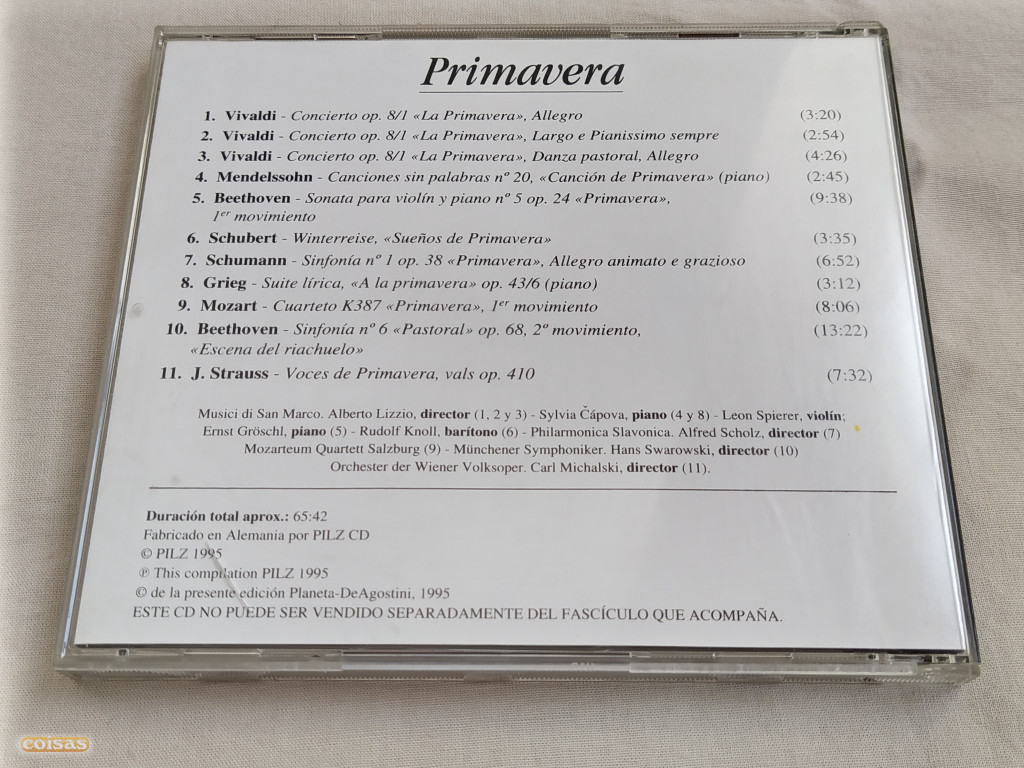 Primavera
1. Vivaldi - Concierto op. 8/1 «La Primavera», Allegro (3:20)
2. Vivaldi - Concierto op. 8/1 «La Primavera», Largo e Pianissimo sempre (2:54)
3. Vivaldi - Concierto op. 8/1 «La Primavera», Danza pastoral, Allegro (4:26)
4. Mendelssohn - Canciones sin palabras nº 20, «Canción de Primavera» (piano) (2:45)
5. Beethoven - Sonata para violín y piano nº 5 op. 24 «Primavera», (9:38)
1er movimiento
6. Schubert - Winterreise, «Sueños de Primavera» (3:35)
7. Schumann - Sinfonía nº 1 op. 38 «Primavera», Allegro animato e grazioso (6:52)
8. Grieg - Suite lírica, «A la primavera» op. 43/6 (piano) (3:12)
9. Mozart - Cuarteto K387 «Primavera», 1er movimiento (8:06)
10. Beethoven - Sinfonía nº 6 «Pastoral» op. 68, 2º movimiento, (13:22)
«Escena del riachuelo»
11. J. Strauss - Voces de Primavera, vals op. 410 (7:32)
Musici di San Marco. Alberto Lizzio, director (1, 2 y 3) - Sylvia Čápova, piano (4 y 8) - Leon Spierer, violín;
Ernst Gröschl, piano (5) - Rudolf Knoll, barítono (6) - Philarmonica Slavonica. Alfred Scholz, director (7)
Mozarteum Quartett Salzburg (9) - Münchener Symphoniker. Hans Swarowski, director (10)
Orchester der Wiener Volksoper. Carl Michalski, director (11).
Duración total aprox.: 65:42
Fabricado en Alemania por PILZ CD
© PILZ 1995
℗ This compilation PILZ 1995
© de la presente edición Planeta-DeAgostini, 1995
ESTE CD NO PUEDE SER VENDIDO SEPARADAMENTE DEL FASCÍCULO QUE ACOMPAÑA.
coisas